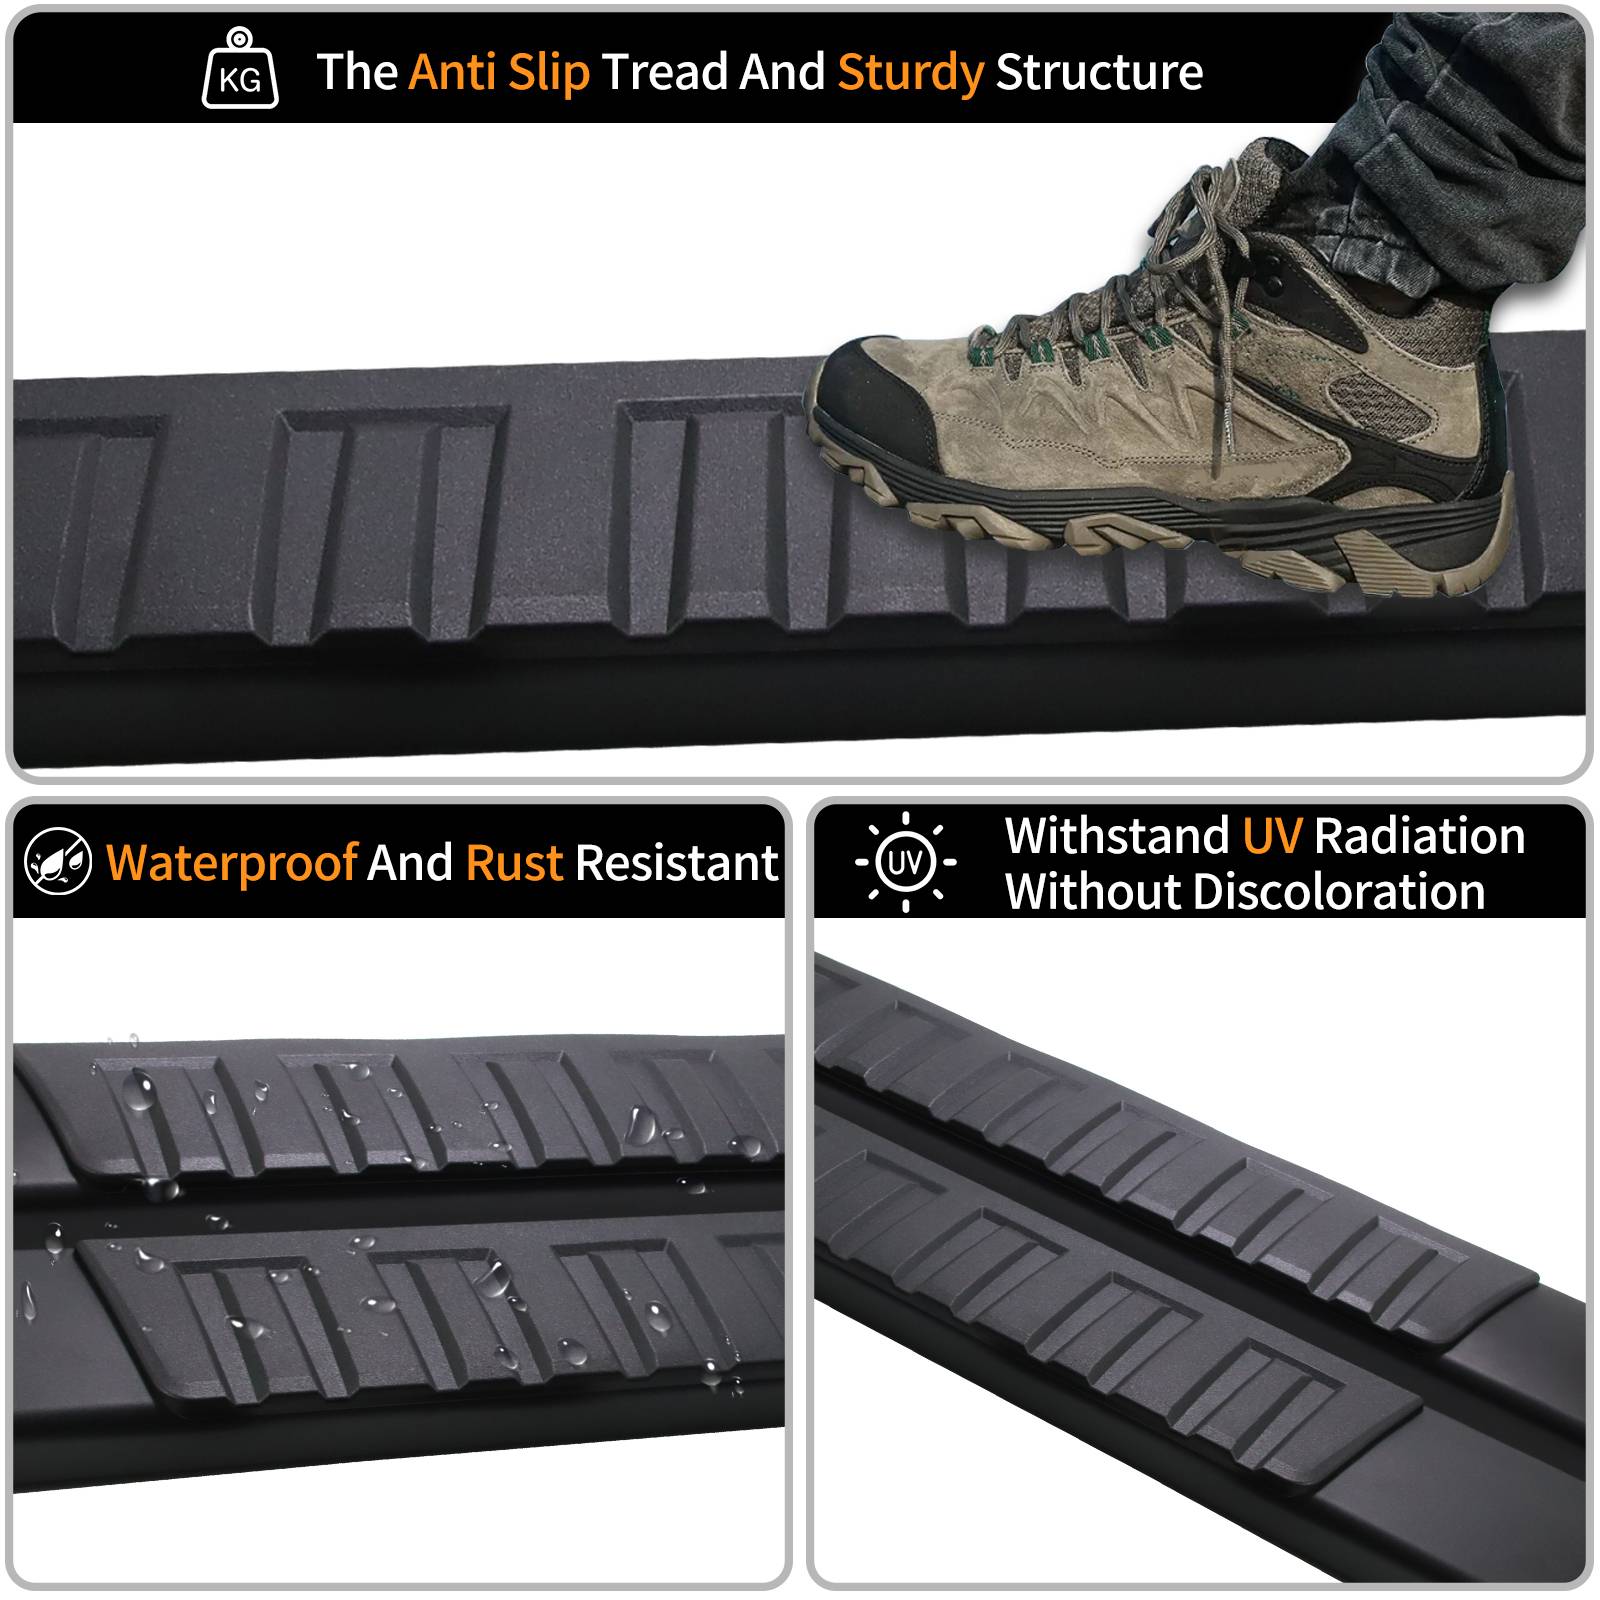 KG
The Anti Slip Tread And Sturdy Structure
Waterproof And Rust Resistant
UV
Withstand UV Radiation
Without Discoloration